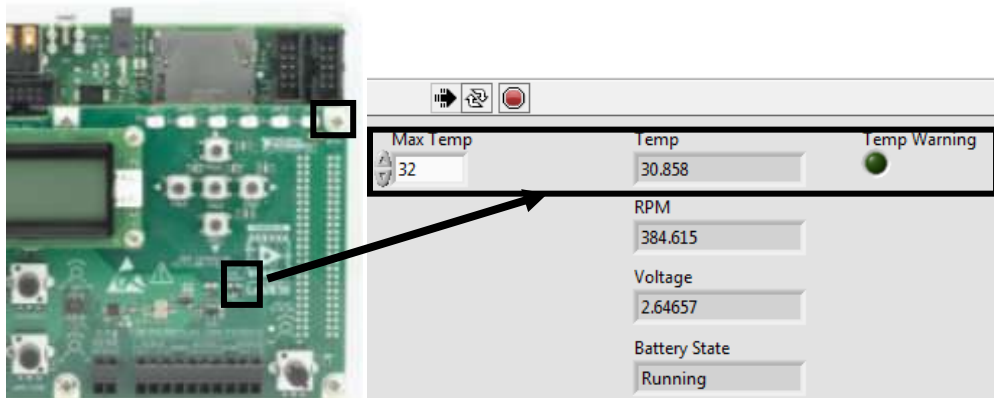 Max Temp
Temp
Temp Warning
32
30.858
RPM
384.615
Voltage
2.64657
Battery State
Running